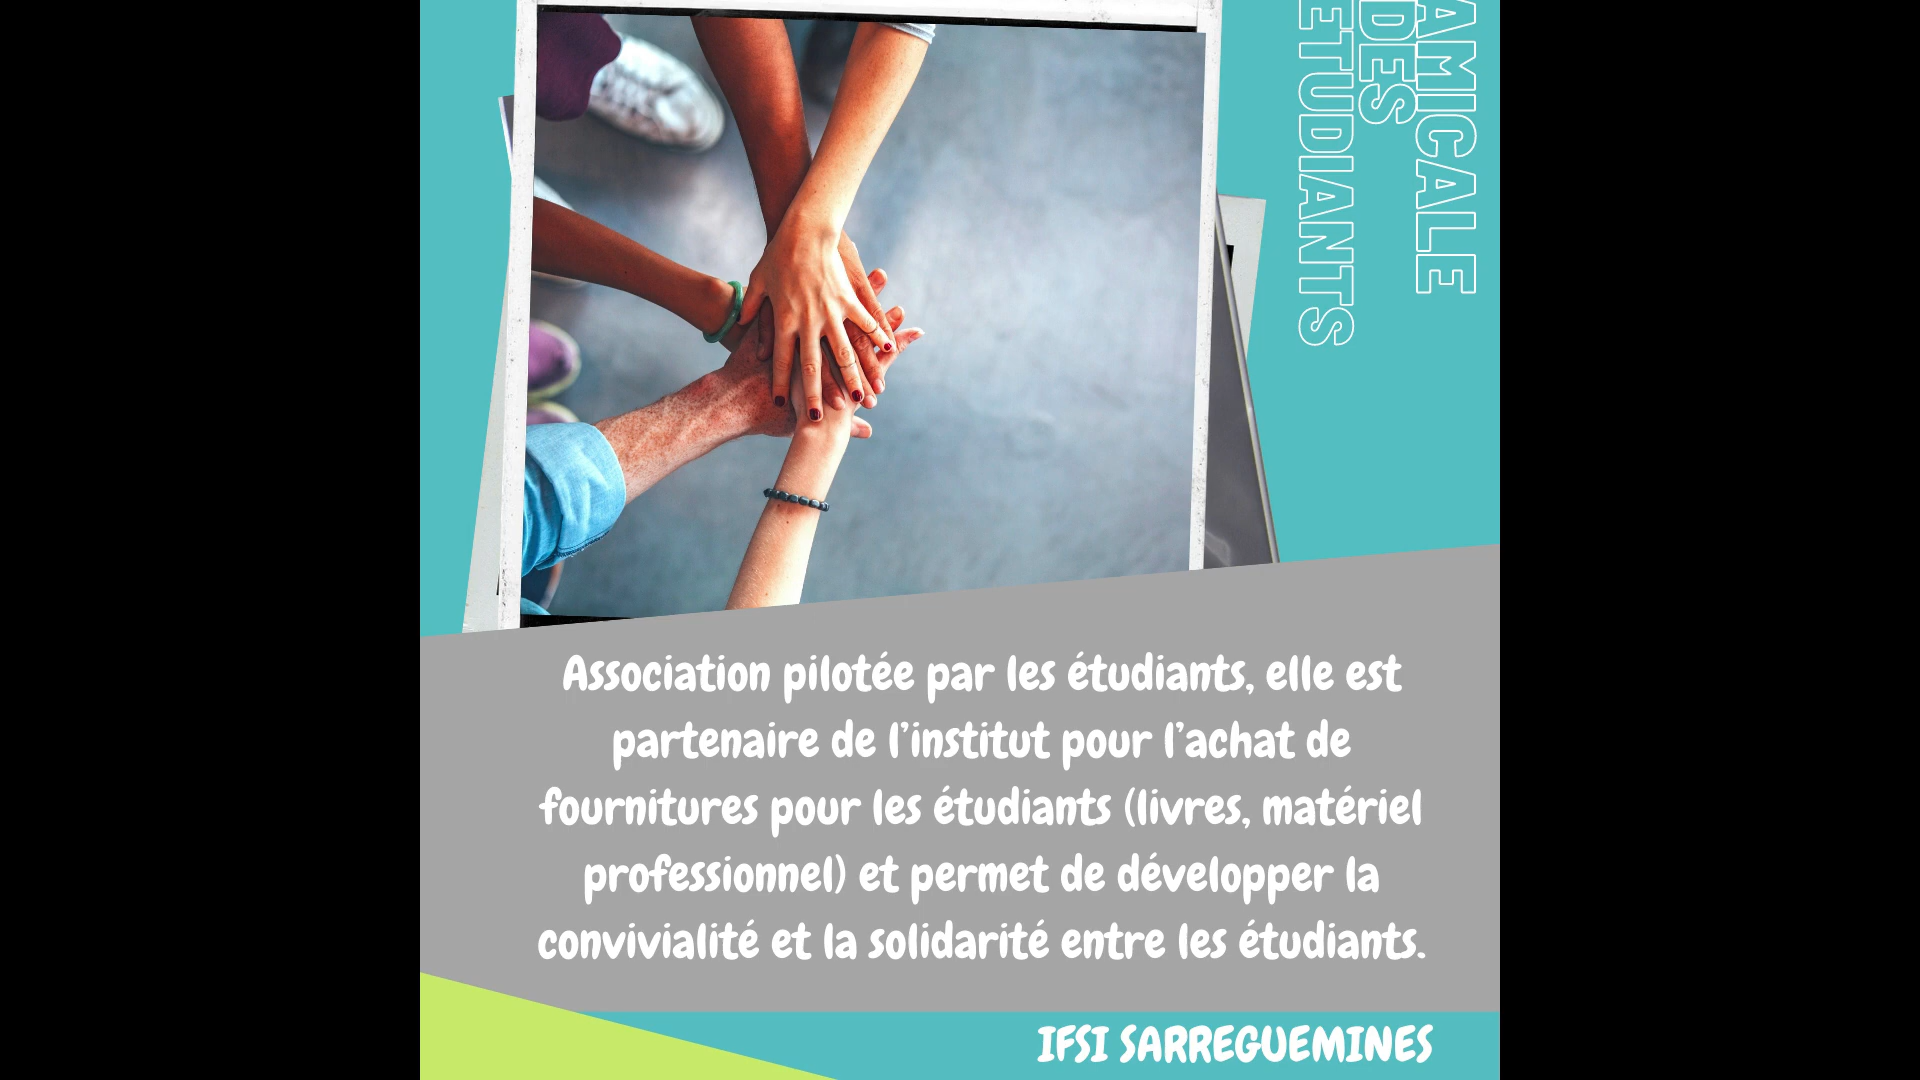 AMICALE
DES
ETUDIANTS
Association pilotée par les étudiants, elle est
partenaire de l’institut pour l’achat de
fournitures pour les étudiants (livres, matériel
professionnel) et permet de développer la
convivialité et la solidarité entre les étudiants.
IFSI SARREGUEMINES